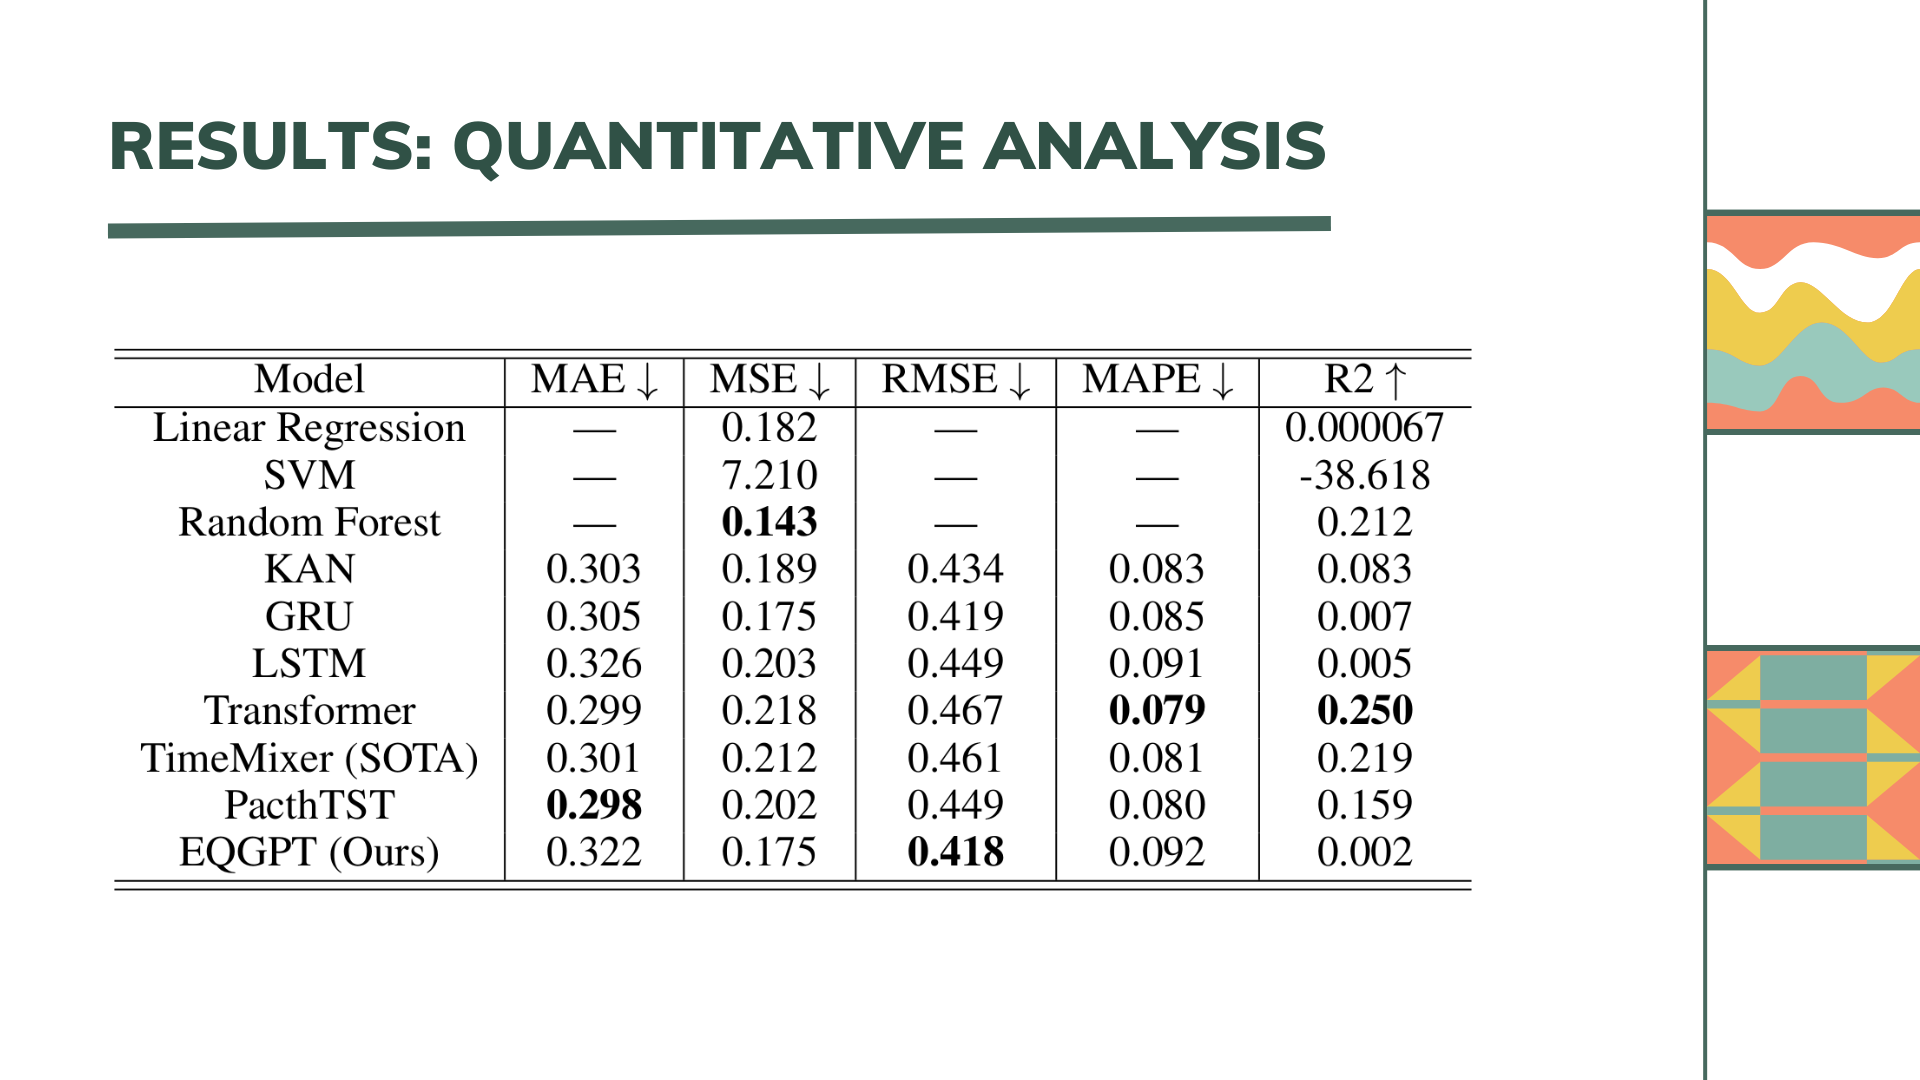 RESULTS: QUANTITATIVE ANALYSIS
Model MAE ↓ MSE ↓ RMSE ↓ MAPE ↓ R2 ↑
Linear Regression — 0.182 — — 0.000067
SVM — 7.210 — — -38.618
Random Forest — 0.143 — — 0.212
KAN 0.303 0.189 0.434 0.083 0.083
GRU 0.305 0.175 0.419 0.085 0.007
LSTM 0.326 0.203 0.449 0.091 0.005
Transformer 0.299 0.218 0.467 0.079 0.250
TimeMixer (SOTA) 0.301 0.212 0.461 0.081 0.219
PacthTST 0.298 0.202 0.449 0.080 0.159
EQGPT (Ours) 0.322 0.175 0.418 0.092 0.002